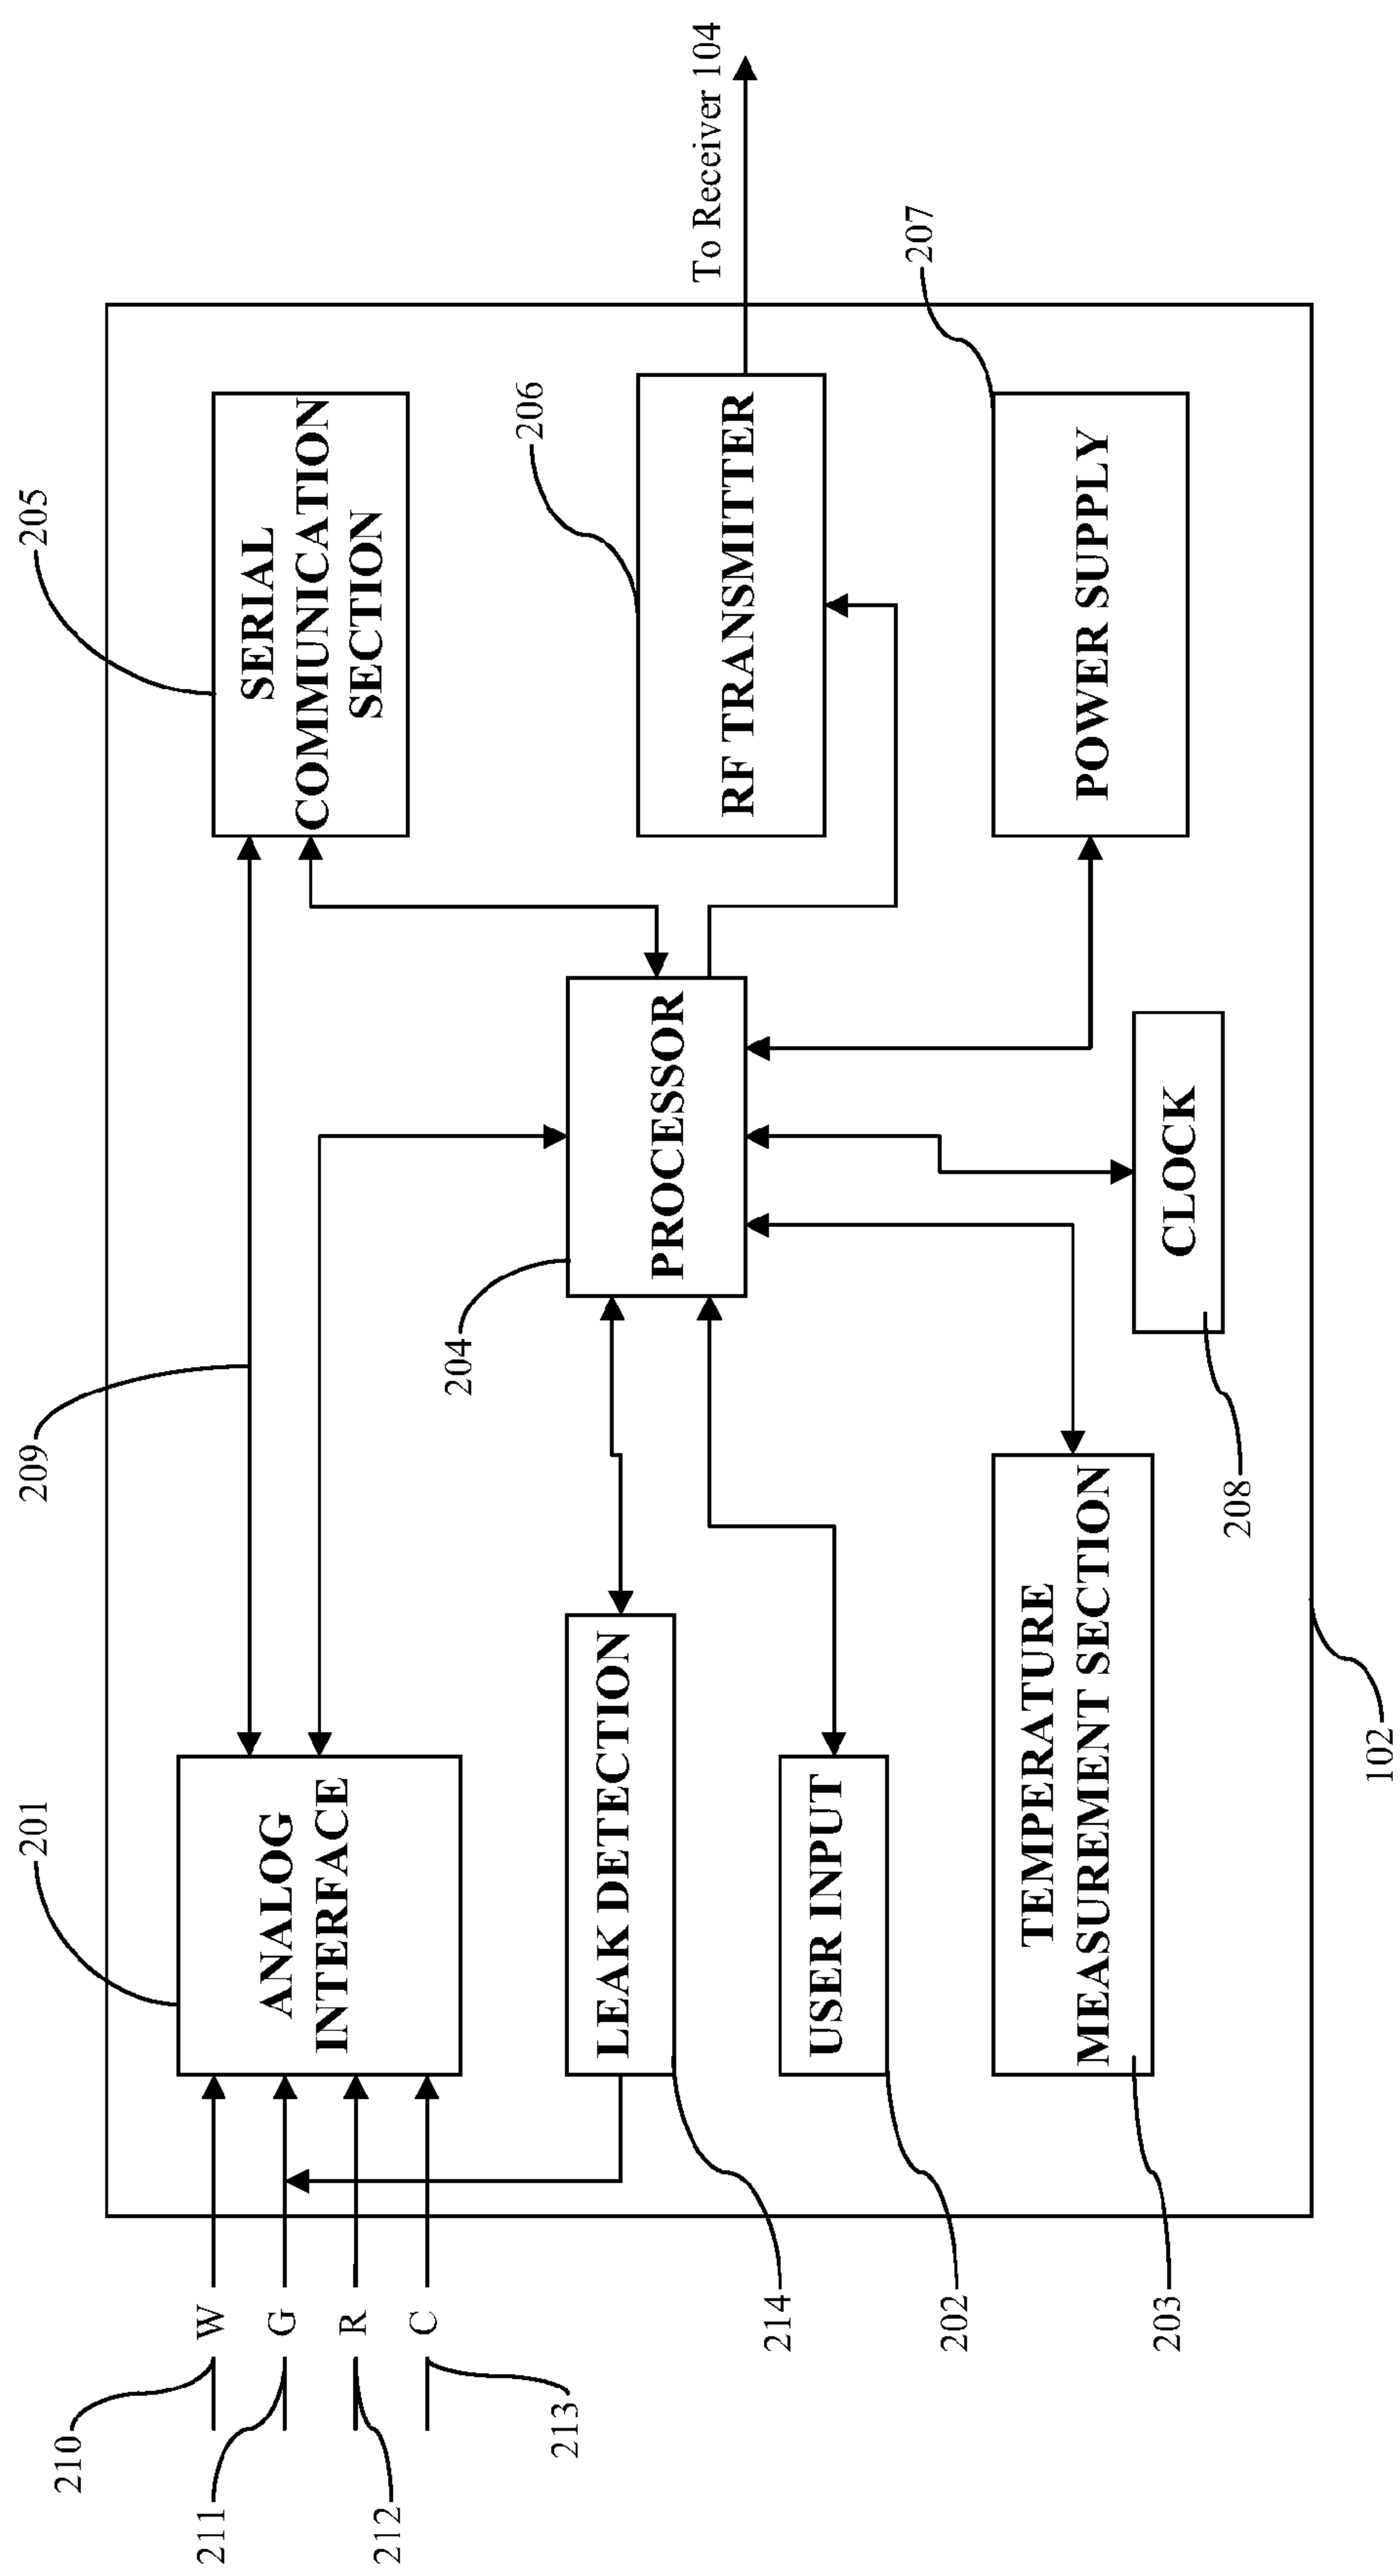 210
W
211
G
212
R
213
C
201
ANALOG
INTERFACE
209
205
SERIAL
COMMUNICATION
SECTION
214
LEAK DETECTION
204
PROCESSOR
206
RF TRANSMITTER
To Receiver 104
202
USER INPUT
203
TEMPERATURE
MEASUREMENT SECTION
208
CLOCK
207
POWER SUPPLY
102